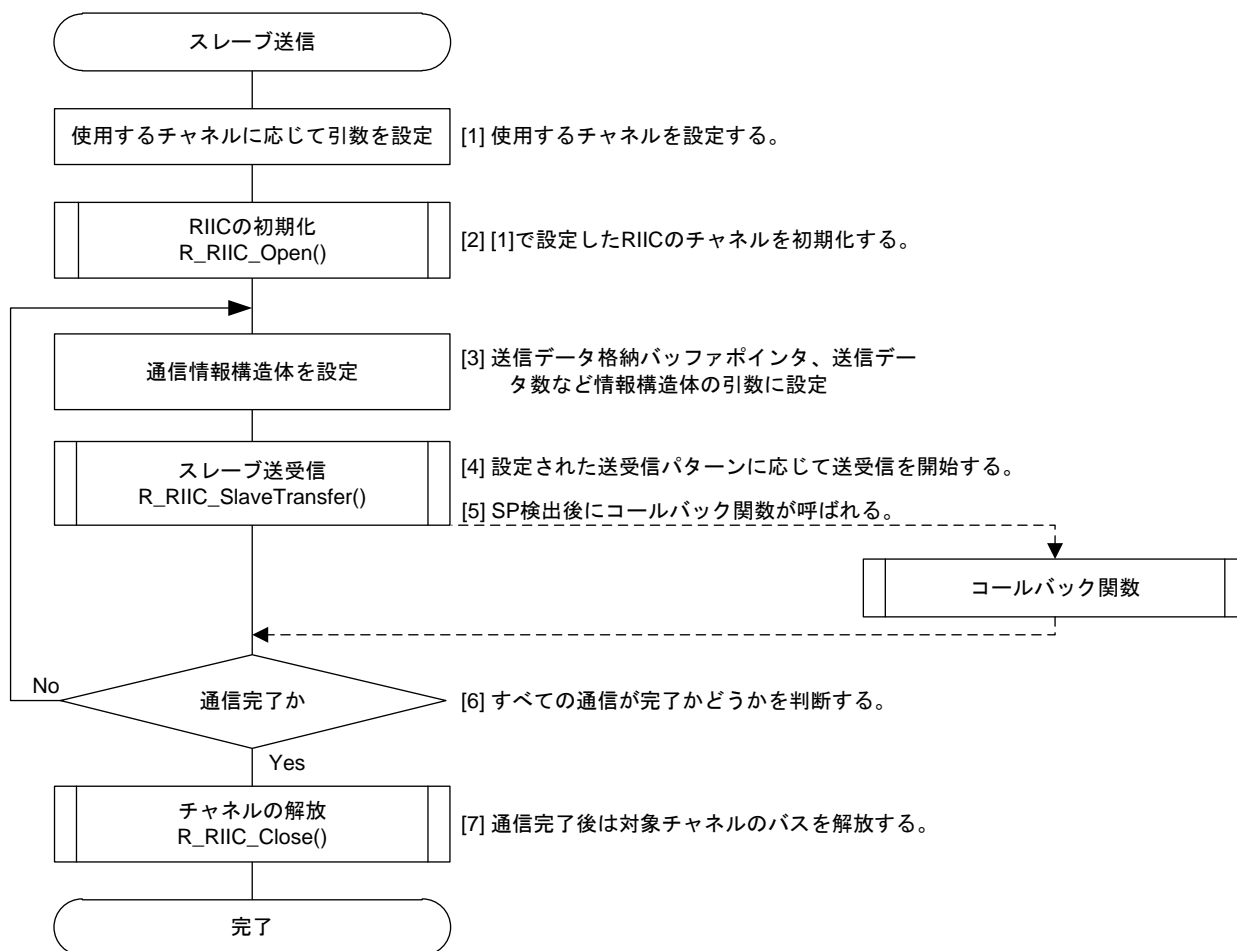 スレーブ送信
使用するチャネルに応じて引数を設定
[1] 使用するチャネルを設定する。
RIICの初期化
R_RIIC_Open()
[2] [1]で設定したRIICのチャネルを初期化する。
通信情報構造体を設定
[3] 送信データ格納バッファポインタ、送信デー
タ数など情報構造体の引数に設定
スレーブ送受信
R_RIIC_SlaveTransfer()
[4] 設定された送受信パターンに応じて送受信を開始する。
[5] SP検出後にコールバック関数が呼ばれる。
コールバック関数
No
通信完了か
[6] すべての通信が完了かどうかを判断する。
Yes
チャネルの解放
R_RIIC_Close()
[7] 通信完了後は対象チャネルのバスを解放する。
完了